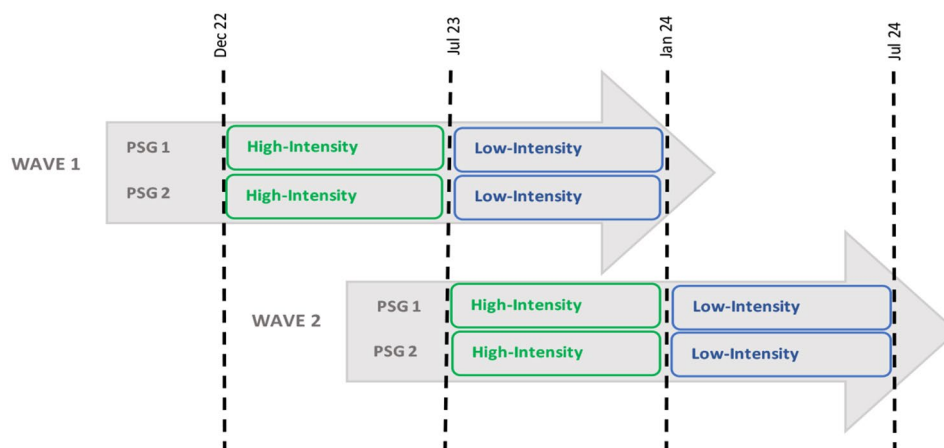 Dec 22
Jul 23
Jan 24
Jul 24
WAVE 1
PSG 1
High-Intensity
Low-Intensity
PSG 2
High-Intensity
Low-Intensity
WAVE 2
PSG 1
High-Intensity
Low-Intensity
PSG 2
High-Intensity
Low-Intensity